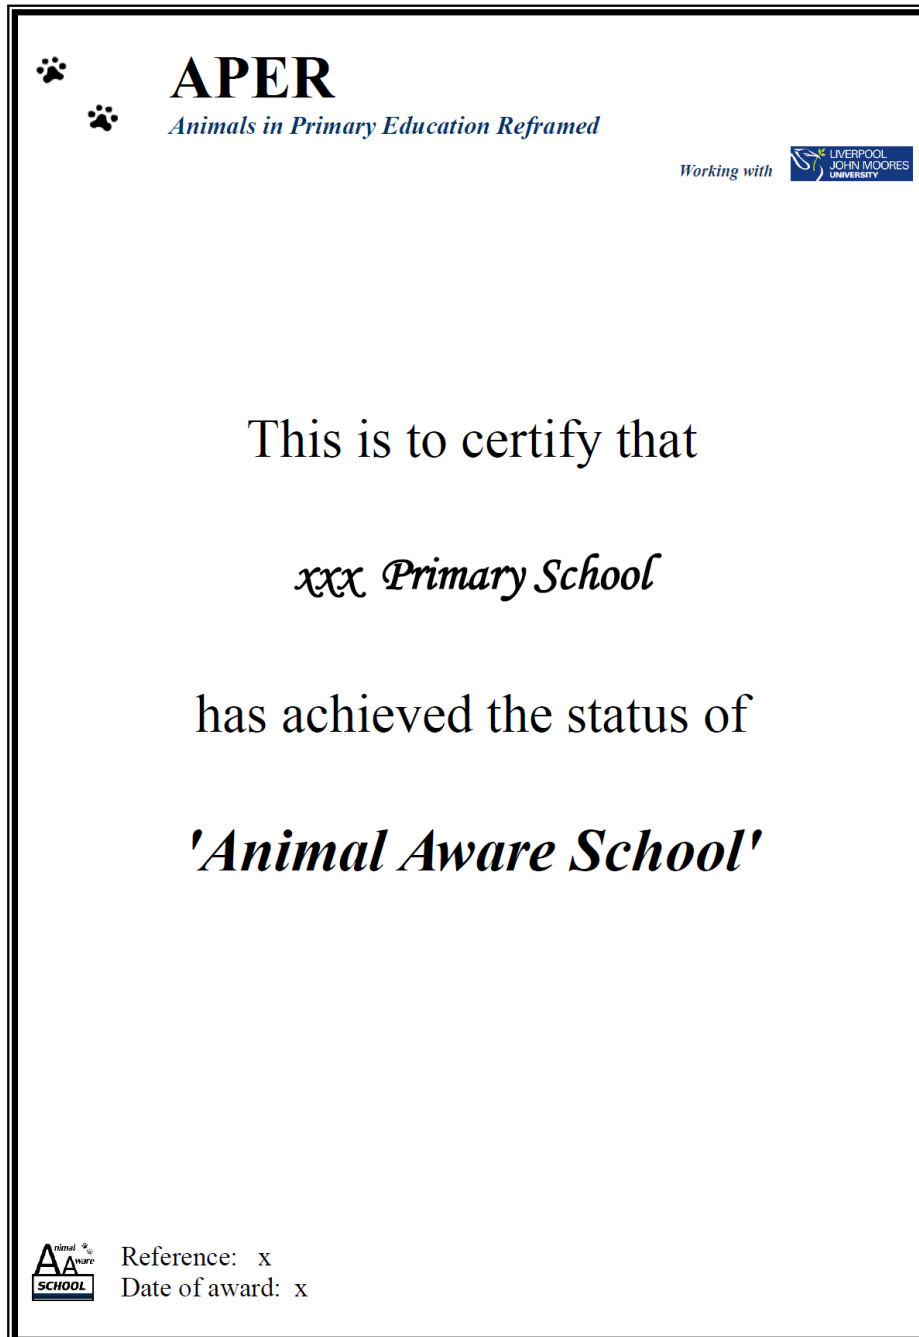 APER
Animals in Primary Education Reframed
Working with
LIVERPOOL
JOHN MOORES
UNIVERSITY
This is to certify that
xxx Primary School
has achieved the status of
'Animal Aware School'
Animal
Aware
SCHOOL
Reference: x
Date of award: x